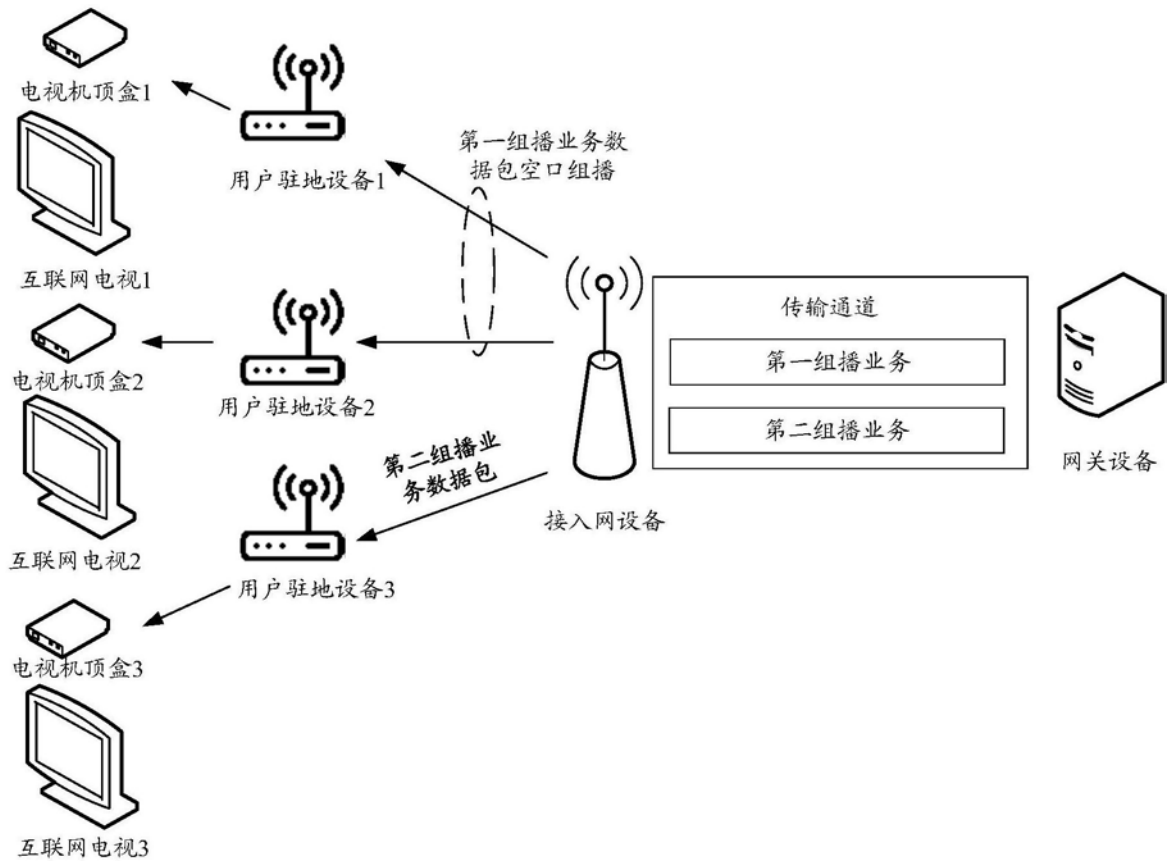 电视机顶盒1
用户驻地设备1
第一组播业务数
据包空口组播
互联网电视1
传输通道
第一组播业务
第二组播业务
网关设备
电视机顶盒2
用户驻地设备2
第二组播业
务数据包
接入网设备
互联网电视2
用户驻地设备3
电视机顶盒3
互联网电视3